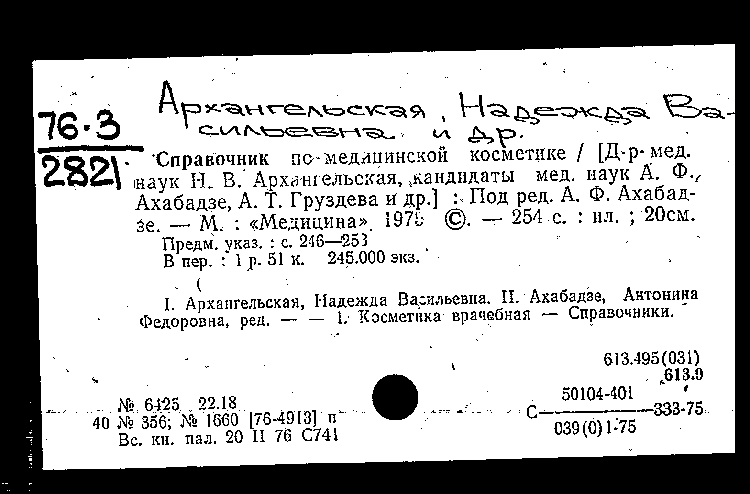 Архангельская, Надежда Ва-
76.3
сильевна и др.
2821
Справочник по медицинской косметике / [Д-р мед.
наук Н. В. Архангельская, кандидаты мед. наук А. Ф.
Ахабадзе, А. Т. Груздева и др.] ; Под ред. А. Ф. Ахабад-
зе. — М. : «Медицина». 1975 ©. — 254 с. : ил. ; 20см.
Предм. указ. : с. 246—253
В пер. : 1 р. 51 к. 245.000 экз.
I. Архангельская, Надежда Васильевна. II. Ахабадзе, Антонина
Федоровна, ред. — — 1. Косметика врачебная — Справочники.
613.495(031)
613.9
50104-401
№ 6425 22.18
С — 333-75
40 № 356; № 1660 [76-4913] п
039(0)1-75
Вс. кн. пал. 20 II 76 С741